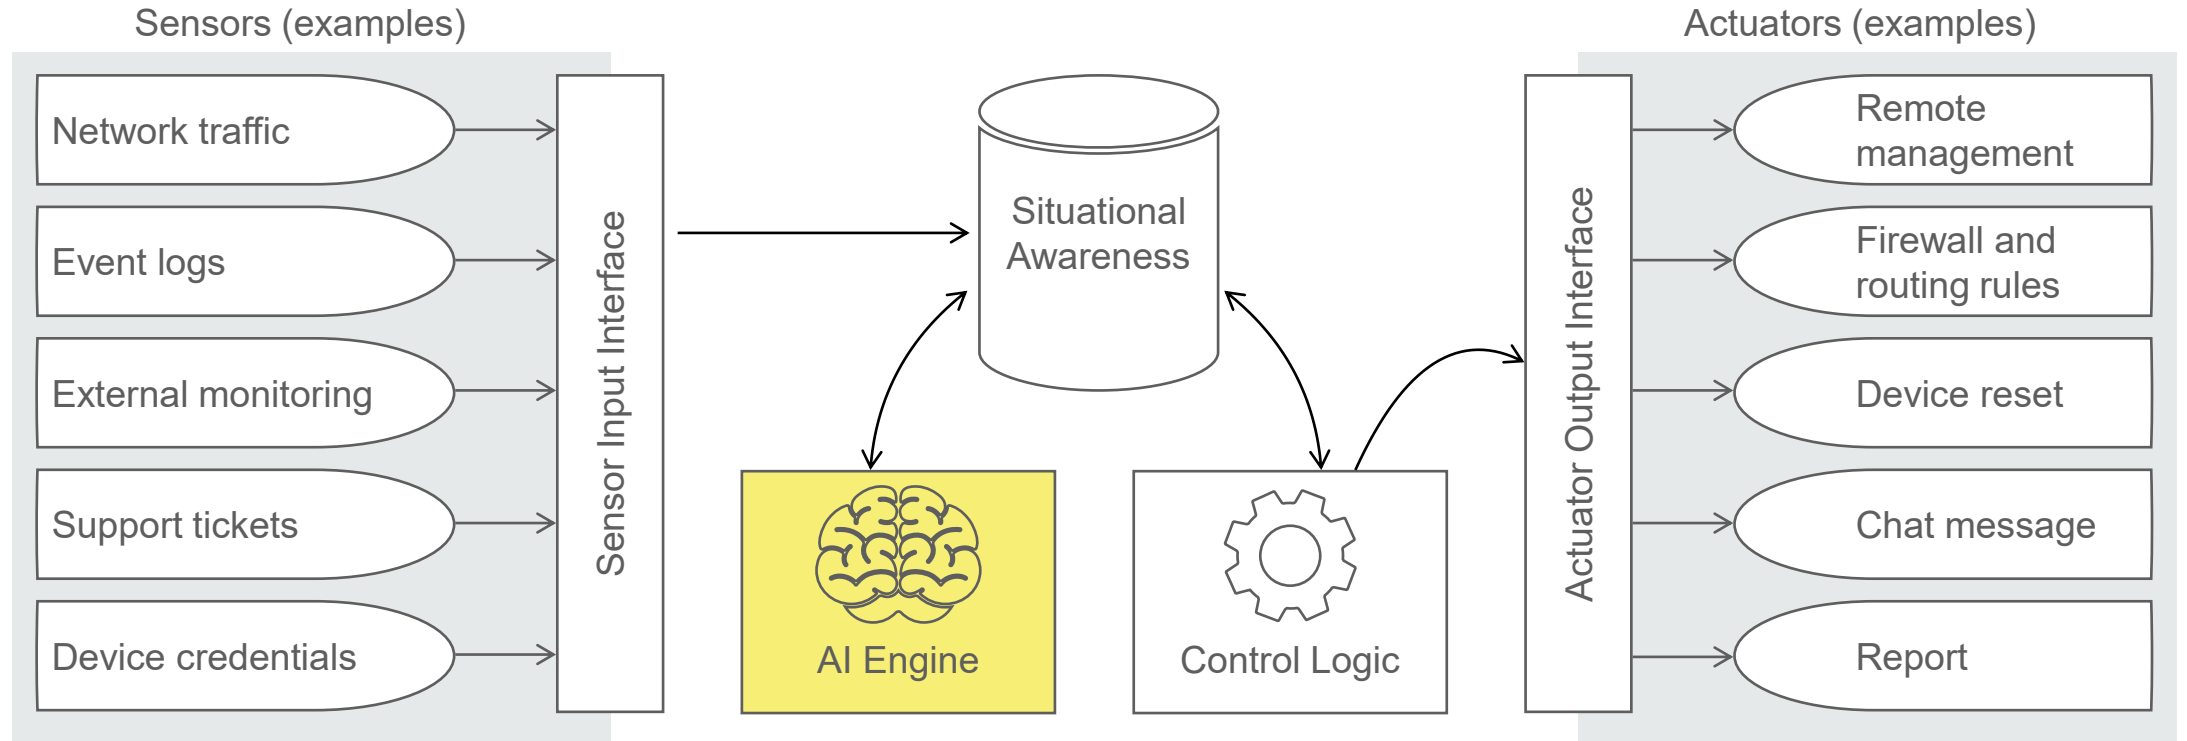 Sensors (examples)
Network traffic
Event logs
External monitoring
Support tickets
Device credentials
Sensor Input Interface
Situational
Awareness
AI Engine
Control Logic
Actuator Output Interface
Actuators (examples)
Remote
management
Firewall and
routing rules
Device reset
Chat message
Report